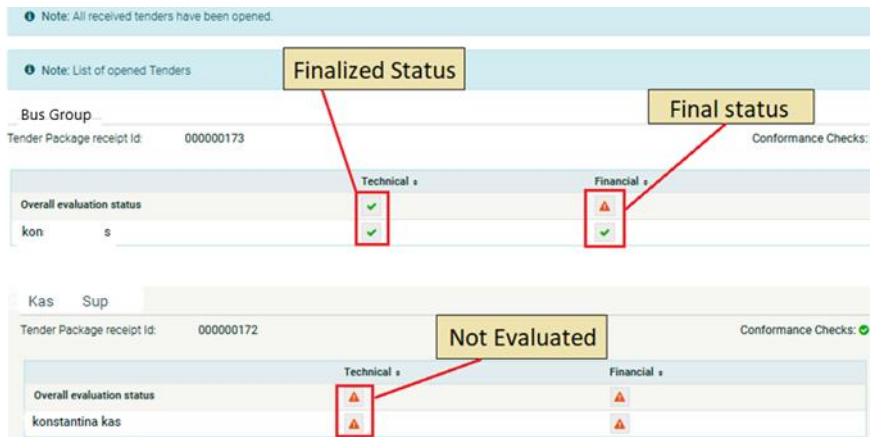 Note: All received tenders have been opened.
Note: List of opened Tenders
Finalized Status
Final status
Bus Group
Tender Package receipt Id: 000000173 Conformance Checks:
Technical Financial
Overall evaluation status
kon s
Kas Sup
Tender Package receipt Id: 000000172 Conformance Checks:
Not Evaluated
Technical Financial
Overall evaluation status
konstantina kas